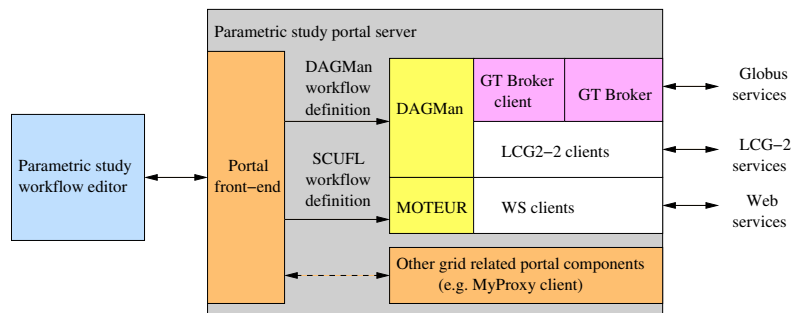 Parametric study portal server
DAGMan
workflow
definition
SCUFL
workflow
definition
Parametric study
workflow editor
Portal
front−end
DAGMan
MOTEUR
GT Broker
client
GT Broker
LCG2−2 clients
WS clients
Other grid related portal components
(e.g. MyProxy client)
Globus
services
LCG−2
services
Web
services